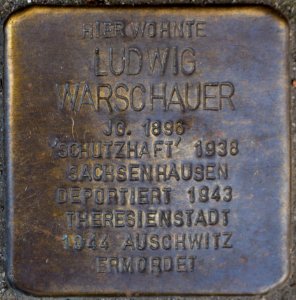 HIER WOHNTE
LUDWIG
WARSCHAUER
JG. 1896
'SCHUTZHAFT' 1938
SACHSENHAUSEN
DEPORTIERT 1943
THERESIENSTADT
1944 AUSCHWITZ
ERMORDET